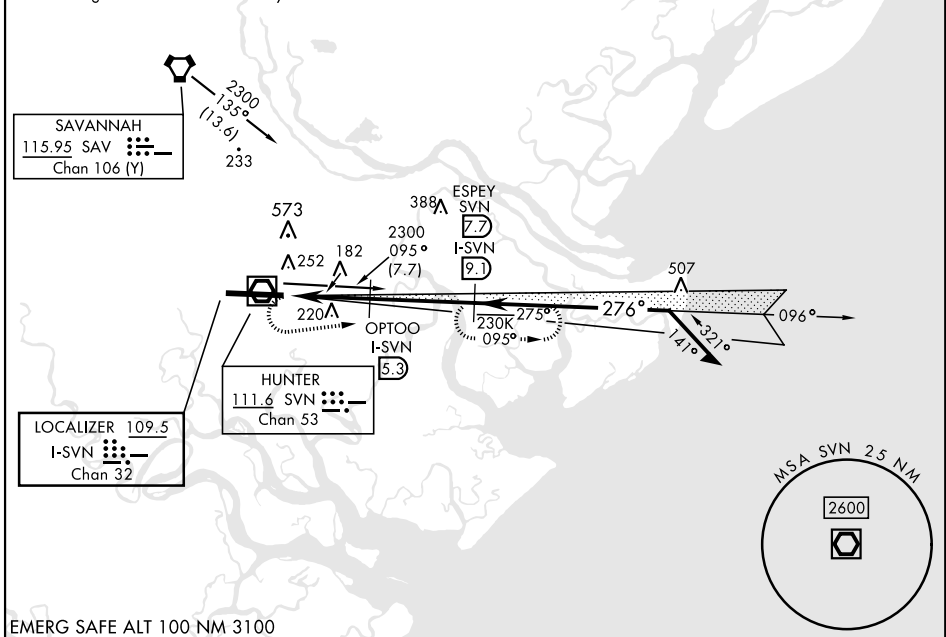 2300
135°
(13.6)
233
SAVANNAH
115.95 SAV
Chan 106 (Y)
388
ESPEY
SVN
7.7
I-SVN
9.1
573
252
182
2300
095°
(7.7)
507
220
OPTOO
I-SVN
5.3
230K
095°
275°
276°
096°
141°
321°
HUNTER
111.6 SVN
Chan 53
LOCALIZER 109.5
I-SVN
Chan 32
MSA SVN 25 NM
2600
EMERG SAFE ALT 100 NM 3100